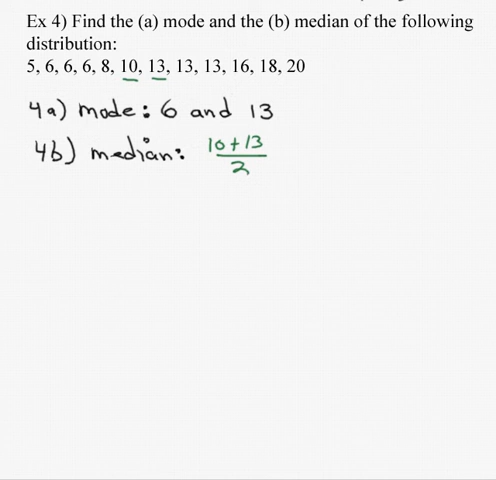 Ex 4) Find the (a) mode and the (b) median of the following
distribution:
5, 6, 6, 6, 8, 10, 13, 13, 13, 16, 18, 20
4a) mode: 6 and 13
4b) median: 10+13
2